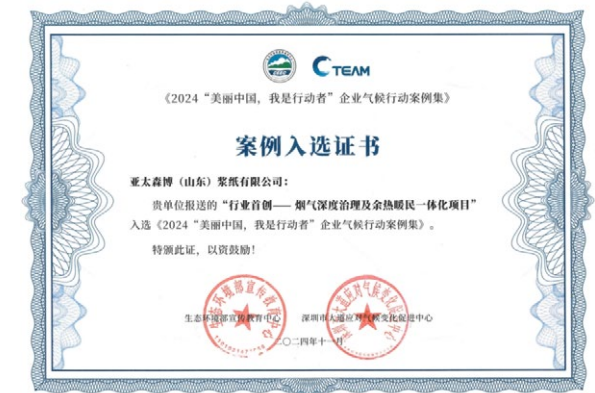 CTEAM
《2024“美丽中国，我是行动者”企业气候行动案例集》
案例入选证书
亚太森博（山东）浆纸有限公司：
贵单位报送的“行业首创—— 烟气深度治理及余热暖民一体化项目”
入选《2024“美丽中国，我是行动者”企业气候行动案例集》。
特颁此证，以资鼓励！
生态环境部宣传教育中心
深圳市大道应对气候变化促进中心
二〇二四年十一月